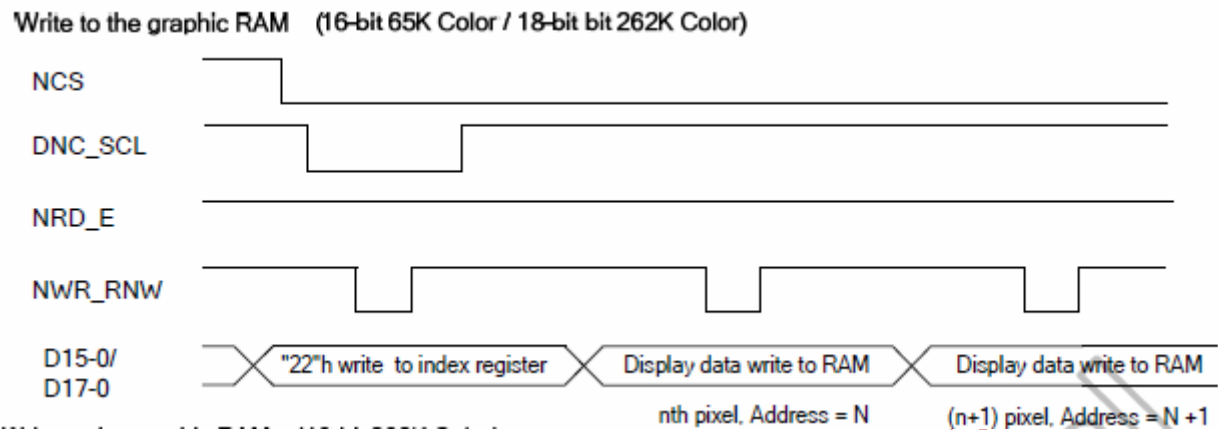 Write to the graphic RAM (16-bit 65K Color / 18-bit bit 262K Color)
NCS
DNC_SCL
NRD_E
NWR_RNW
D15-0/
D17-0
"22"h write to index register
Display data write to RAM
Display data write to RAM
nth pixel, Address = N
(n+1) pixel, Address = N +1